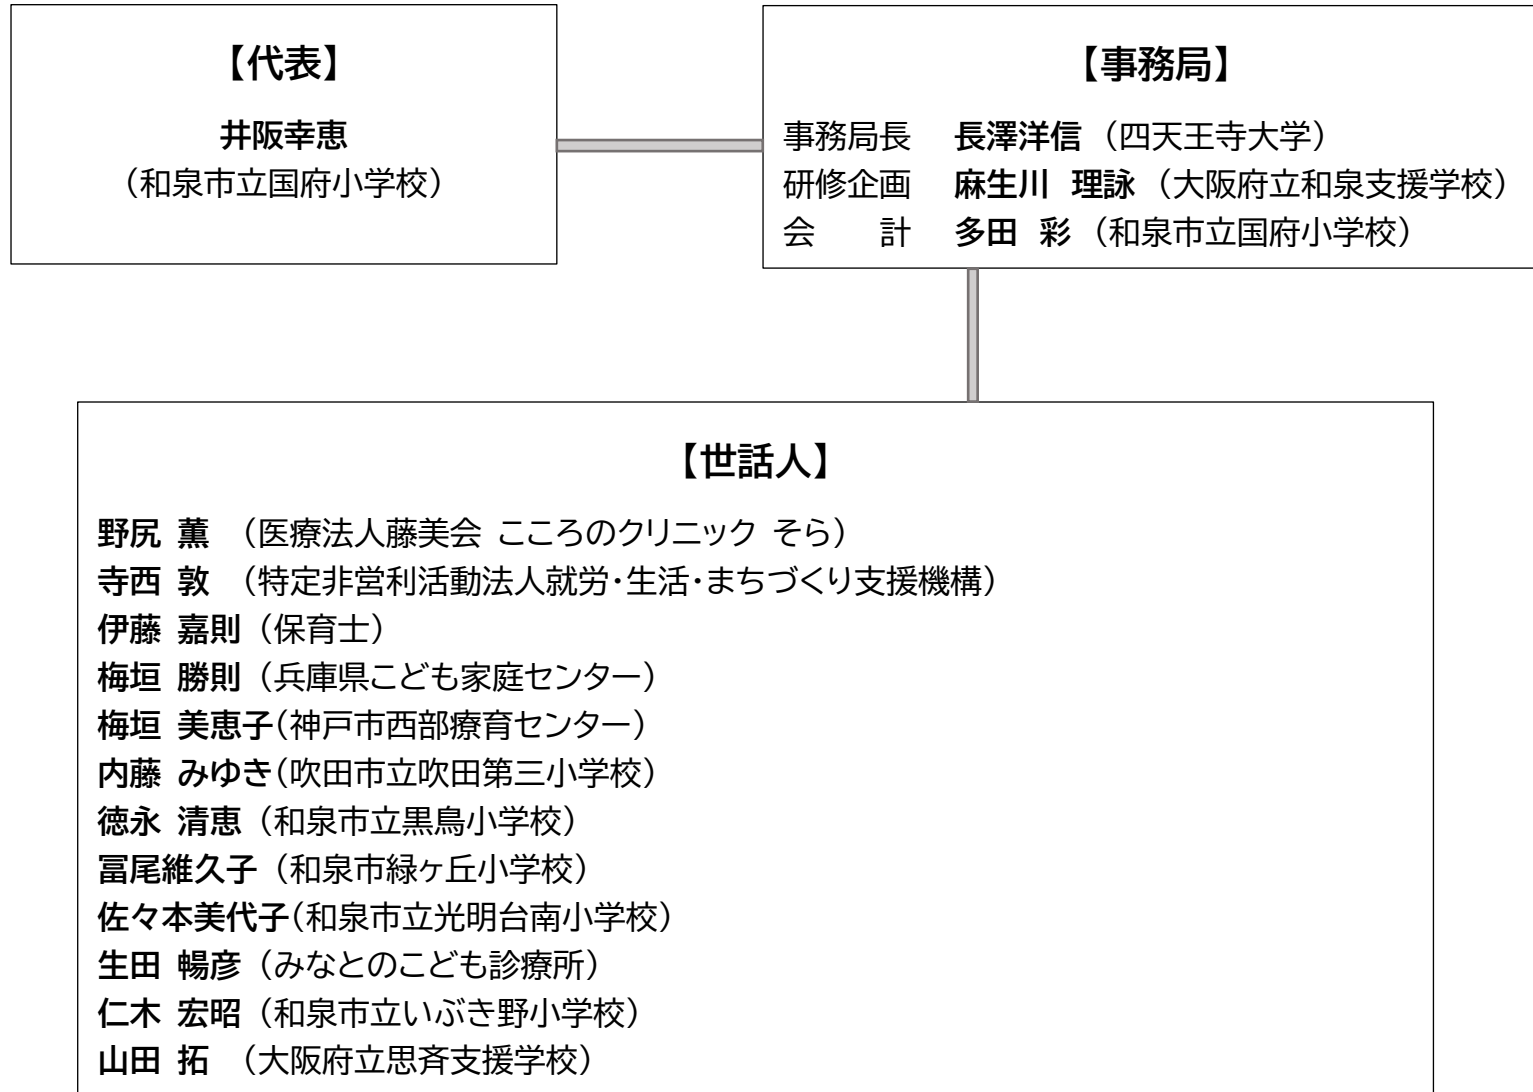 【代表】
井阪幸恵
（和泉市立国府小学校）
【事務局】
事務局長　長澤洋信（四天王寺大学）
研修企画　麻生川 理詠（大阪府立和泉支援学校）
会　　計　多田 彩（和泉市立国府小学校）
【世話人】
野尻 薫 （医療法人藤美会 こころのクリニック そら）
寺西 敦 （特定非営利活動法人就労・生活・まちづくり支援機構）
伊藤 嘉則（保育士）
梅垣 勝則（兵庫県こども家庭センター）
梅垣 美恵子(神戸市西部療育センター）
内藤 みゆき(吹田市立吹田第三小学校）
徳永 清恵（和泉市立黒鳥小学校）
冨尾維久子（和泉市緑ヶ丘小学校）
佐々本美代子(和泉市立光明台南小学校）
生田 暢彦（みなとのこども診療所）
仁木 宏昭（和泉市立いぶき野小学校）
山田 拓 （大阪府立思斉支援学校）